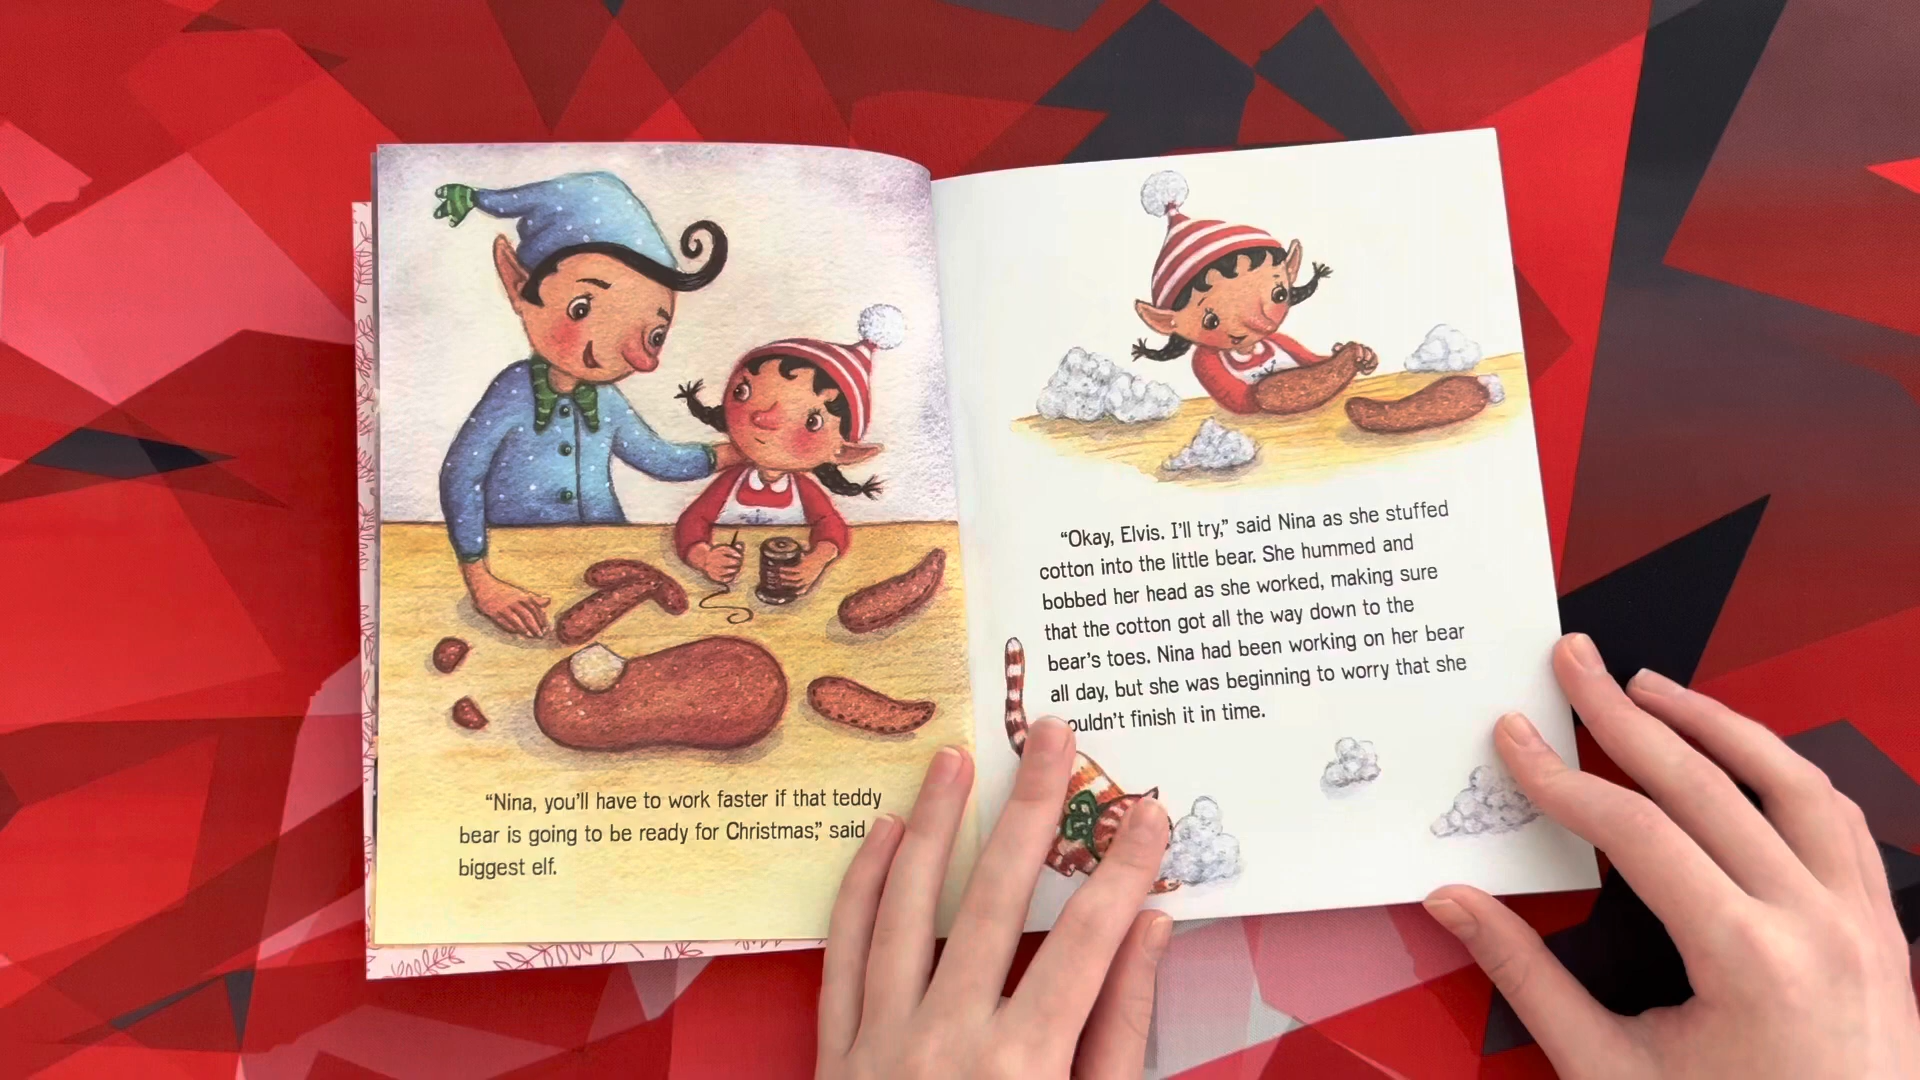 “Nina, you’ll have to work faster if that teddy
bear is going to be ready for Christmas,” said
biggest elf.
“Okay, Elvis. I’ll try,” said Nina as she stuffed
cotton into the little bear. She hummed and
bobbed her head as she worked, making sure
that the cotton got all the way down to the
bear’s toes. Nina had been working on her bear
all day, but she was beginning to worry that she
ouldn’t finish it in time.